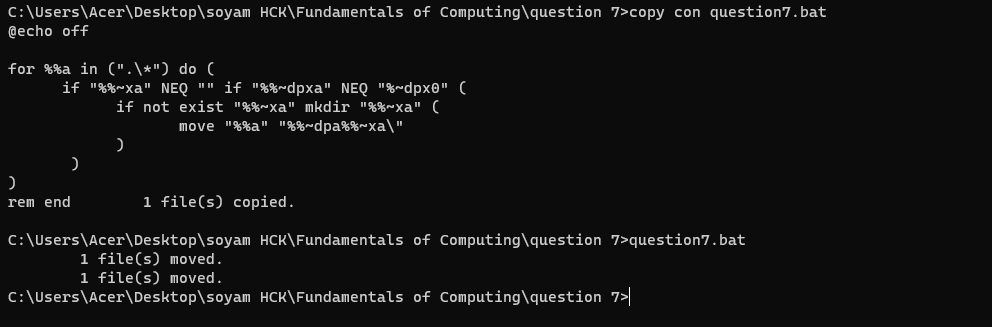 C:\Users\Acer\Desktop\soyam HCK\Fundamentals of Computing\question 7>copy con question7.bat
@echo off
for %%a in (".\*") do (
if "%%~xa" NEQ "" if "%%~dpxa" NEQ "%~dpx0" (
if not exist "%%~xa" mkdir "%%~xa" (
move "%%a" "%%~dpa%%~xa\"
)
)
)
rem end        1 file(s) copied.
C:\Users\Acer\Desktop\soyam HCK\Fundamentals of Computing\question 7>question7.bat
1 file(s) moved.
1 file(s) moved.
C:\Users\Acer\Desktop\soyam HCK\Fundamentals of Computing\question 7>